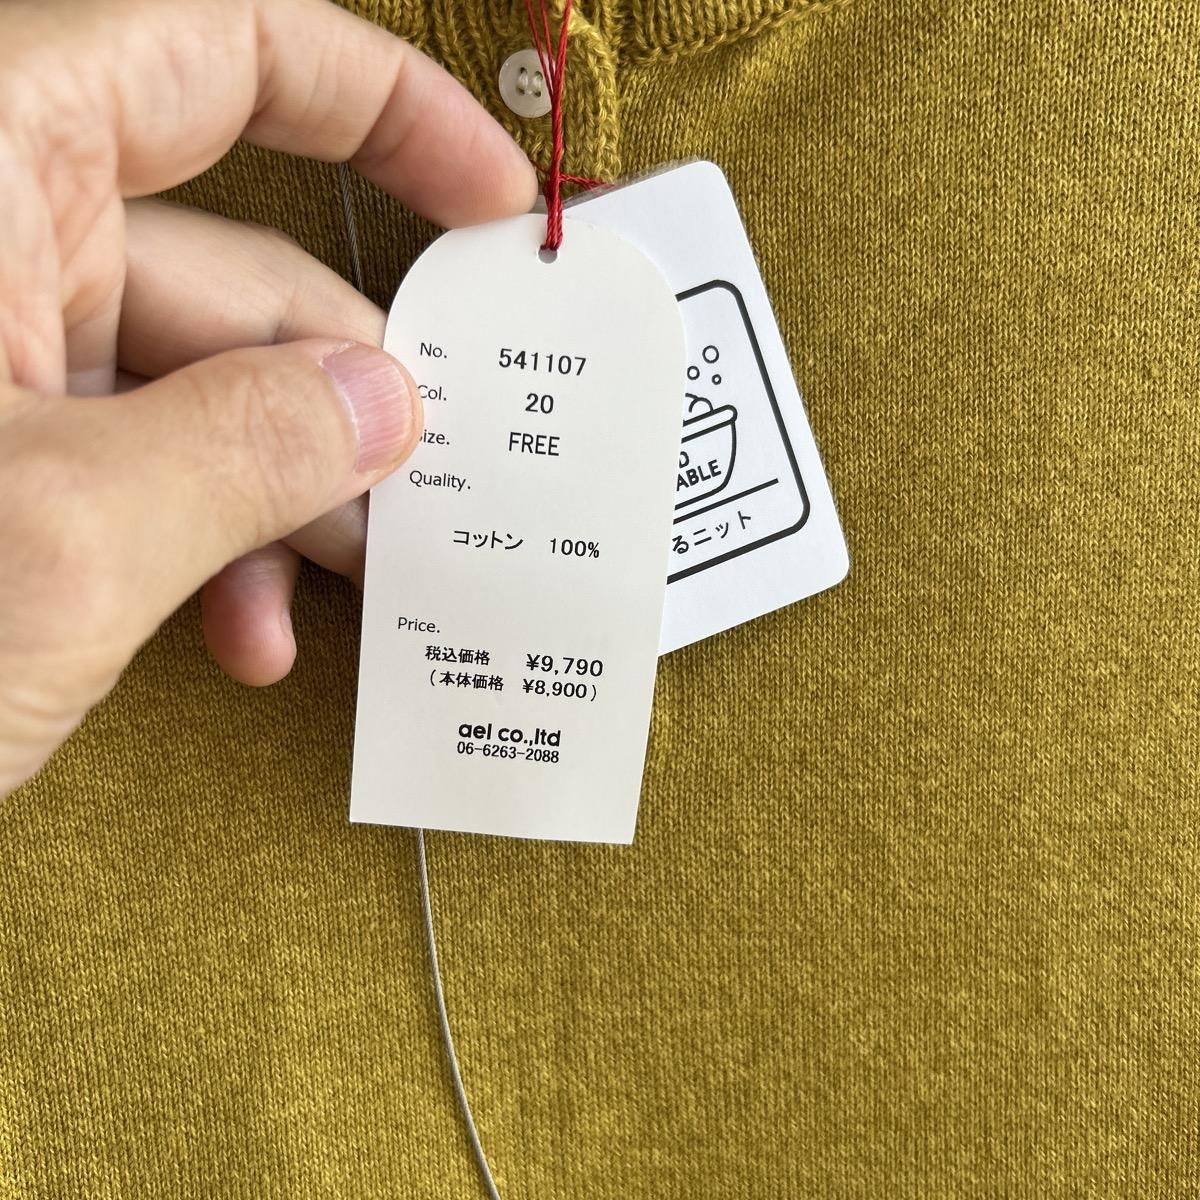 No. 541107
Col. 20
ize. FREE
Quality.
コットン 100%
Price.
税込価格 ¥9,790
(本体価格 ¥8,900)
ael co.,ltd
06-6263-2088
D
ABLE
るニット